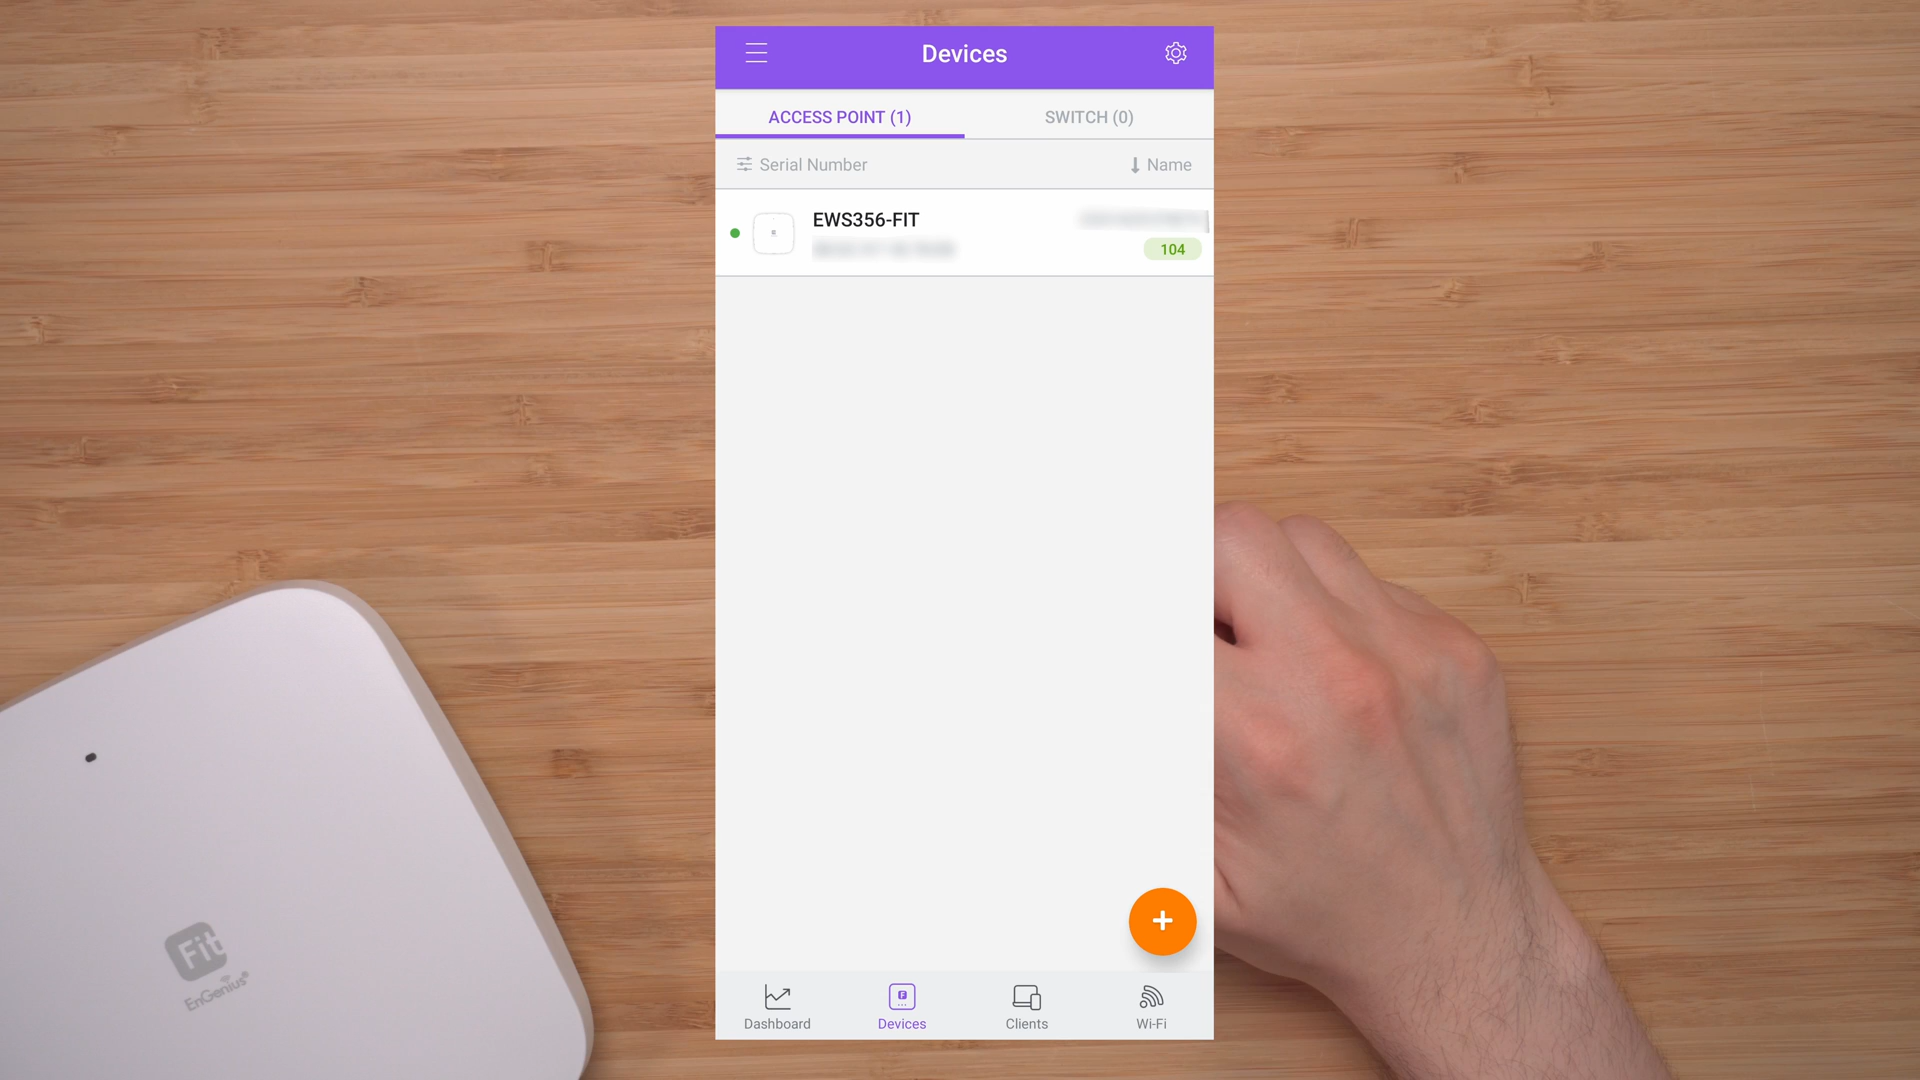 Devices
ACCESS POINT (1)
SWITCH (0)
Serial Number
Name
EWS356-FIT
104
Dashboard
Devices
Clients
Wi-Fi
Fit
EnGenius®